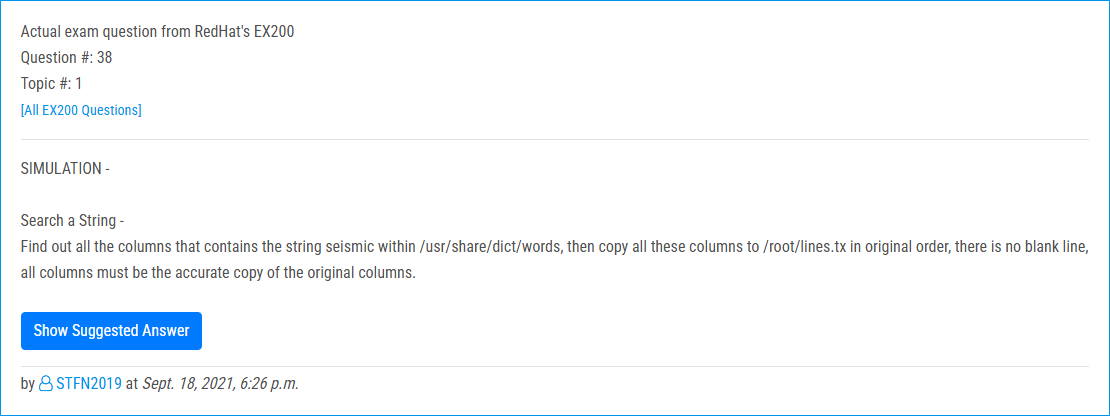 Actual exam question from RedHat's EX200
Question #: 38
Topic #: 1
[All EX200 Questions]
SIMULATION -
Search a String -
Find out all the columns that contains the string seismic within /usr/share/dict/words, then copy all these columns to /root/lines.tx in original order, there is no blank line,
all columns must be the accurate copy of the original columns.
Show Suggested Answer
by STFN2019 at Sept. 18, 2021, 6:26 p.m.